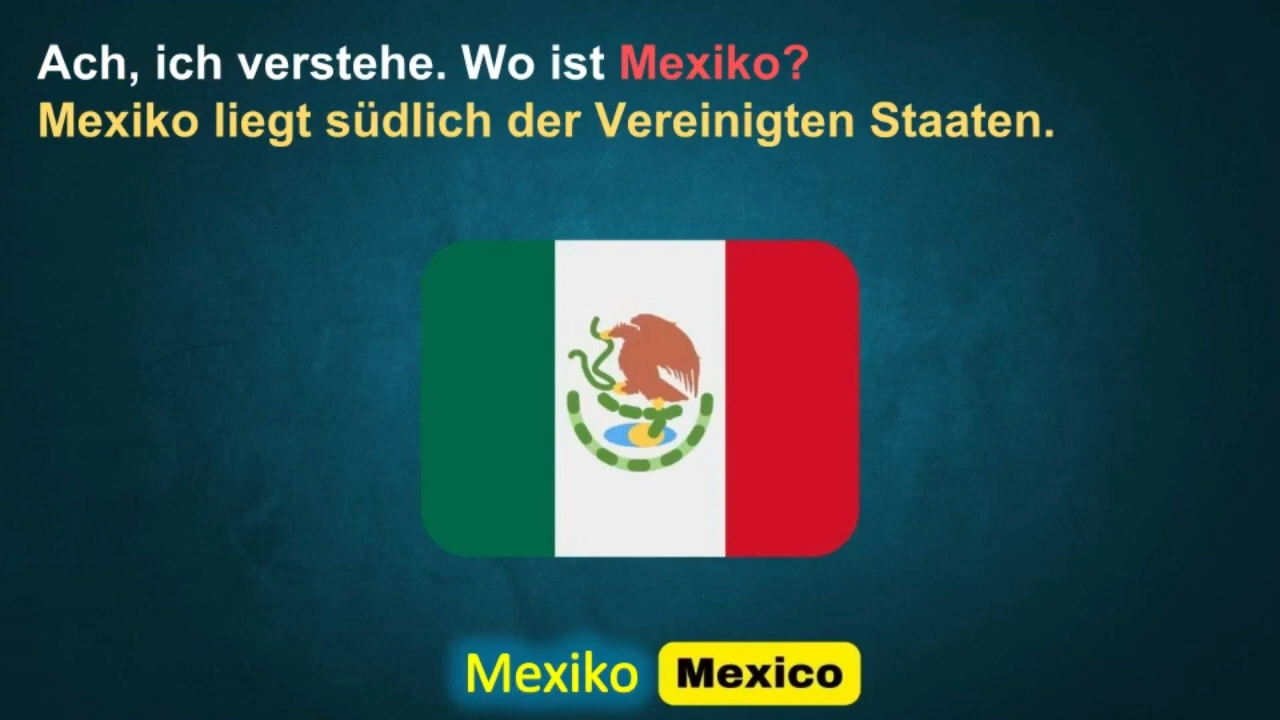 Ach, ich verstehe. Wo ist Mexiko?
Mexiko liegt südlich der Vereinigten Staaten.
Mexiko Mexico